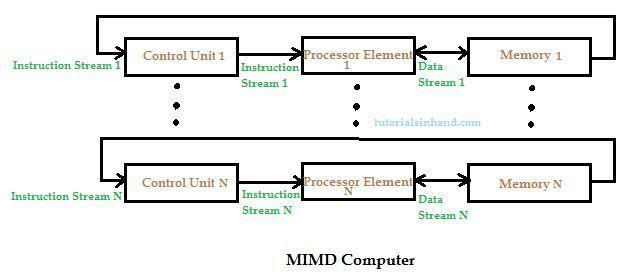 Control Unit 1
Processor Element
1
Memory 1
Instruction Stream 1
Instruction
Stream 1
Data
Stream 1
tutorialsinhand.com
Control Unit N
Processor Element
N
Memory N
Instruction Stream N
Instruction
Stream N
Data
Stream N
MIMD Computer